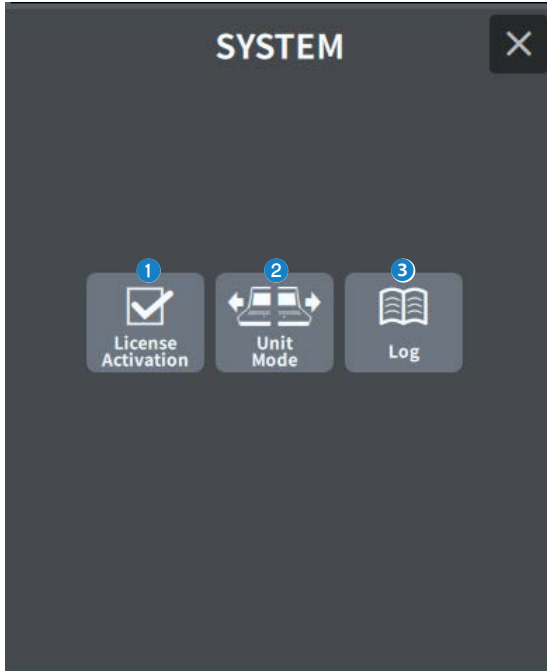 SYSTEM
1
2
3
License
Activation
Unit
Mode
Log